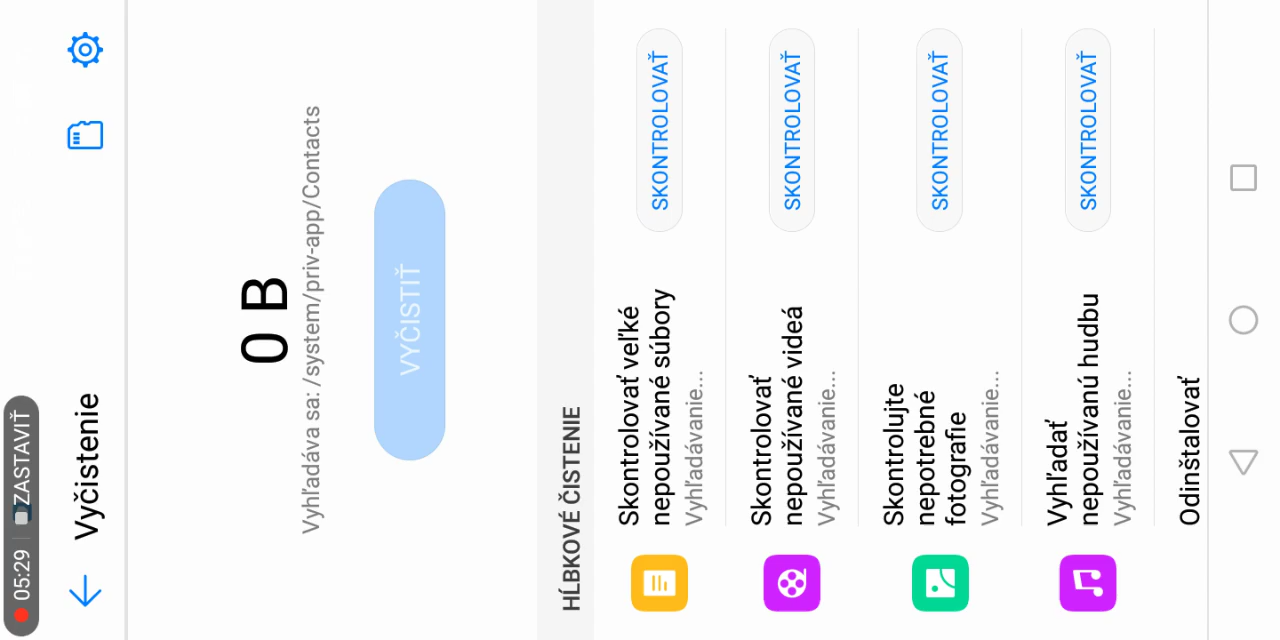 05:29 ZASTAVIŤ
Vyčistenie
0 B
Vyhľadáva sa: /system/priv-app/Contacts
VYČISTIŤ
HĹBKOVÉ ČISTENIE
Skontrolovať veľké
nepoužívané súbory
Vyhľadávanie...
SKONTROLOVAŤ
Skontrolovať
nepoužívané videá
Vyhľadávanie...
SKONTROLOVAŤ
Skontrolujte
nepotrebné
fotografie
Vyhľadávanie...
SKONTROLOVAŤ
Vyhľadať
nepoužívanú hudbu
Vyhľadávanie...
SKONTROLOVAŤ
Odinštalovať